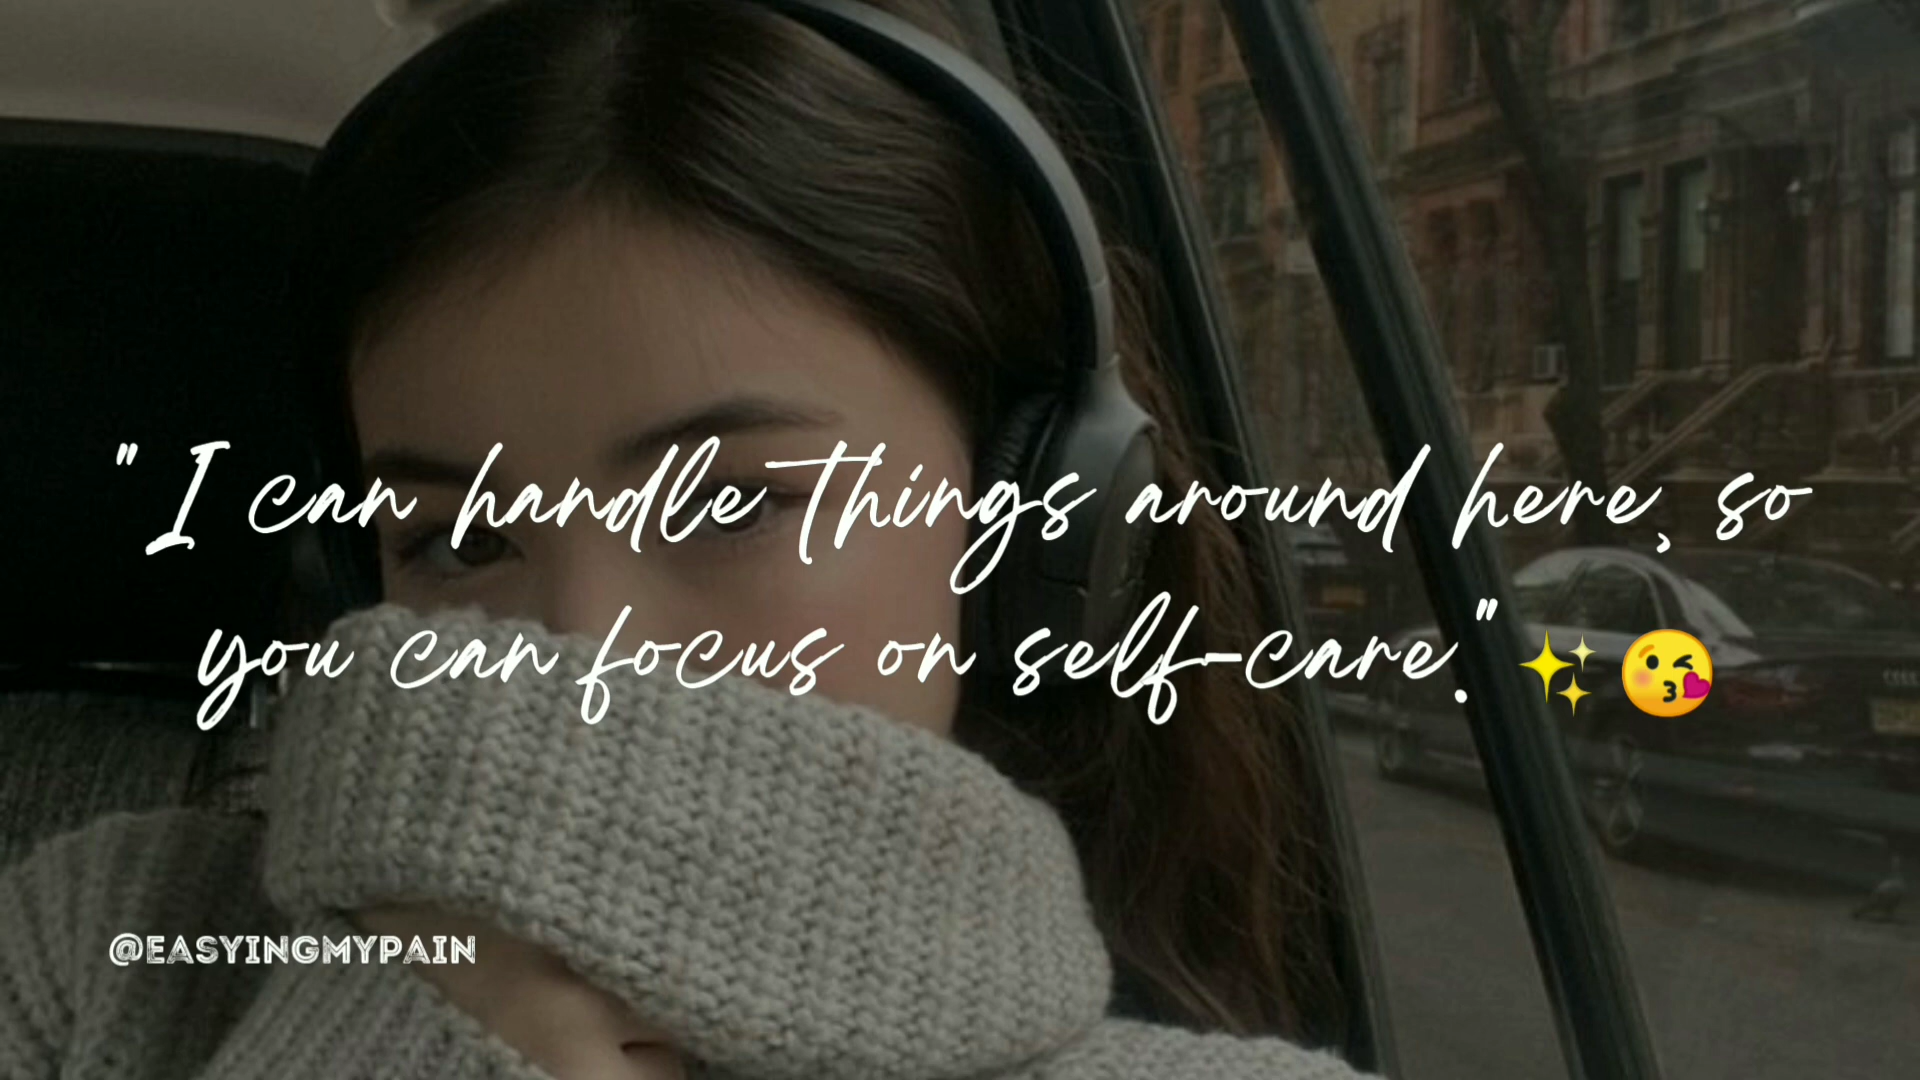 " I can handle things around here, so
you can focus on self-care." ✨ 😘
@EASYINGMYPAIN